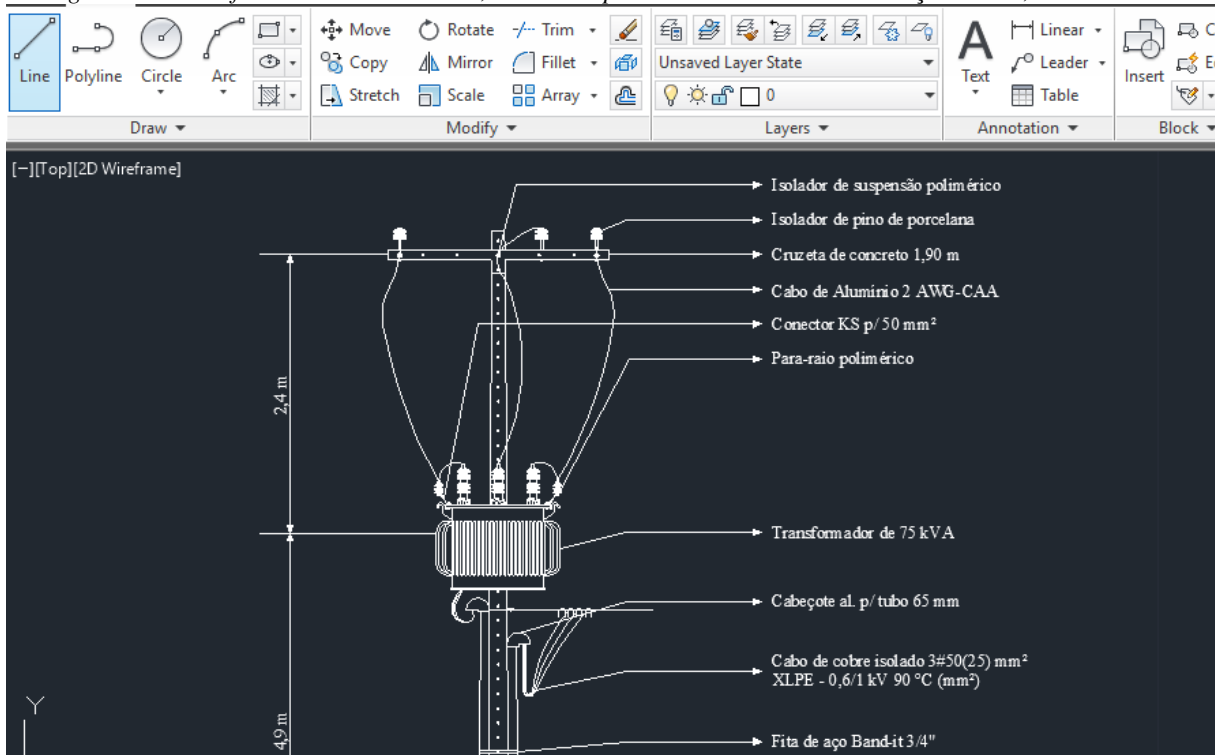 Line
Polyline
Circle
Arc
Move
Rotate
Trim
Copy
Mirror
Fillet
Stretch
Scale
Array
Unsaved Layer State
0
A
Text
Linear
Leader
Table
Insert
Draw
Modify
Layers
Annotation
Block
[−][Top][2D Wireframe]
Isolador de suspensão polimérico
Isolador de pino de porcelana
Cruzeta de concreto 1,90 m
Cabo de Alumínio 2 AWG-CAA
Conector KS p/ 50 mm²
Para-raio polimérico
2,4 m
Transformador de 75 kVA
Cabeçote al. p/ tubo 65 mm
Cabo de cobre isolado 3#50(25) mm²
XLPE - 0,6/1 kV 90 °C (mm²)
Y
4,9 m
Fita de aço Band-it 3/4"